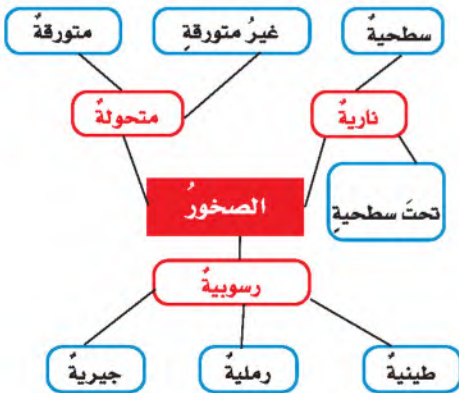 سطحيةٌ
غيرُ متورقةٍ
متورقةٌ
ناريةٌ
متحولةٌ
الصخورُ
تحتَ سطحيةٍ
رسوبيةٌ
طينيةٌ
رمليةٌ
جيريةٌ